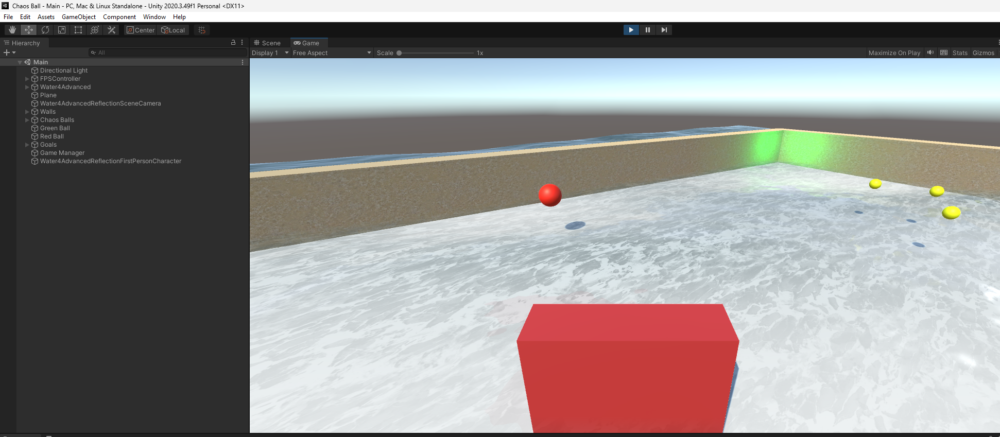 Chaos Ball - Main - PC, Mac & Linux Standalone - Unity 2020.3.49f1 Personal <DX11>
File Edit Assets GameObject Component Window Help
Center Local
Hierarchy
All
Main
Directional Light
FPSController
Water4Advanced
Plane
Water4AdvancedReflectionSceneCamera
Walls
Chaos Balls
Green Ball
Red Ball
Goals
Game Manager
Water4AdvancedReflectionFirstPersonCharacter
Scene Game
Display 1 Free Aspect Scale 1x Maximize On Play Stats Gizmos